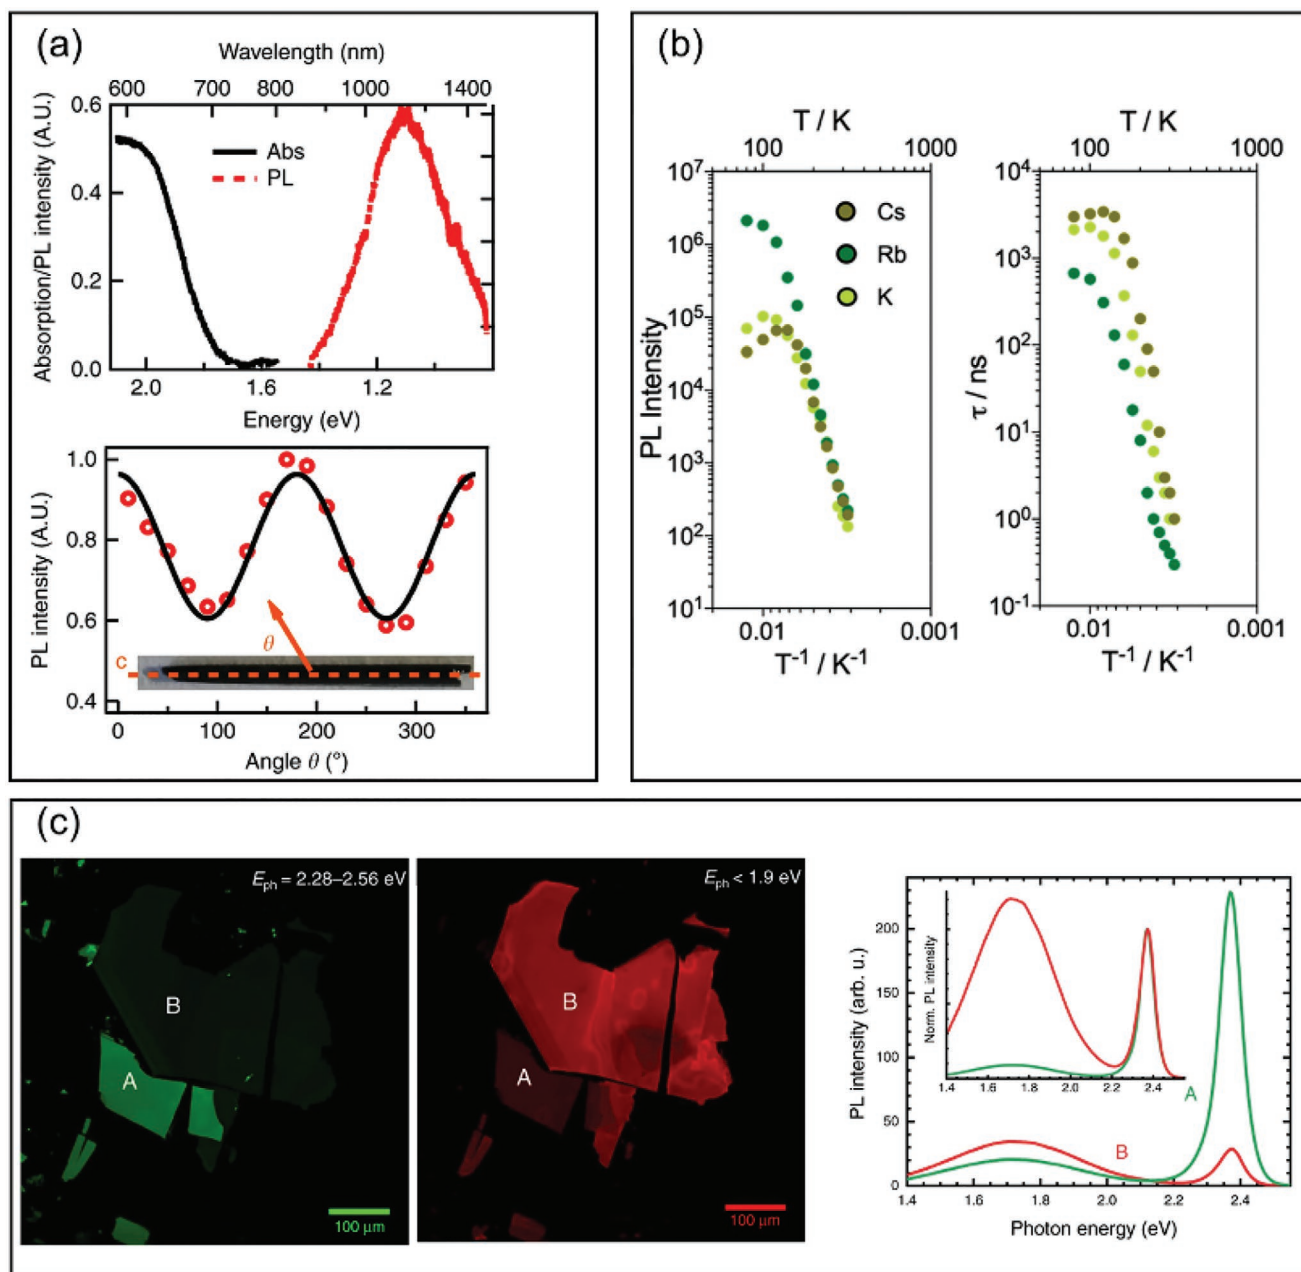 (a)
Wavelength (nm)
600 700 800 1000 1400
Absorption/PL intensity (A.U.)
0.6
0.4
0.2
0.0
Abs
PL
2.0 1.6 1.2
Energy (eV)
PL intensity (A.U.)
1.0
0.8
0.6
0.4
θ
c
0 100 200 300
Angle θ (°)
(b)
T / K
100 1000
PL Intensity
10⁷
10⁶
10⁵
10⁴
10³
10²
10¹
Cs
Rb
K
0.01 0.001
T⁻¹ / K⁻¹
T / K
100 1000
τ / ns
10⁴
10³
10²
10¹
10⁰
10⁻¹
0.01 0.001
T⁻¹ / K⁻¹
(c)
Eph = 2.28–2.56 eV
B
A
100 µm
Eph < 1.9 eV
B
A
100 µm
PL intensity (arb. u.)
200
150
100
50
0
Norm. PL intensity
1.4 1.6 1.8 2.0 2.2 2.4
A
B
1.4 1.6 1.8 2.0 2.2 2.4
Photon energy (eV)